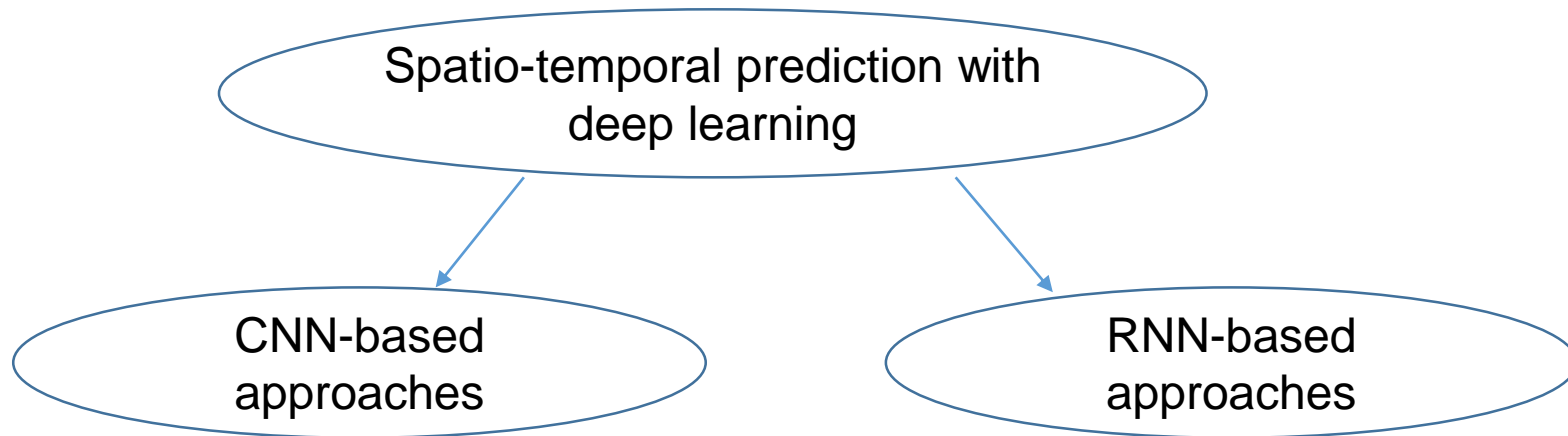 Spatio-temporal prediction with
deep learning
CNN-based
approaches
RNN-based
approaches